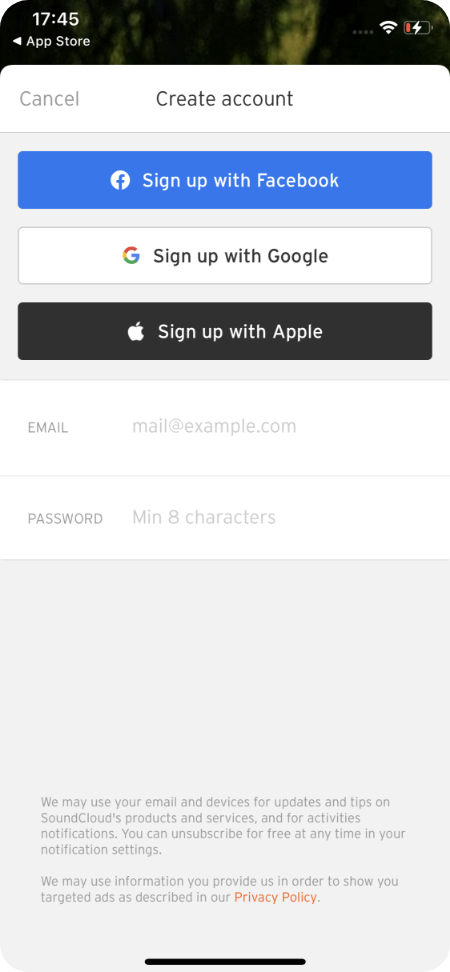 17:45
◀ App Store
Cancel
Create account
Sign up with Facebook
Sign up with Google
Sign up with Apple
EMAIL mail@example.com
PASSWORD Min 8 characters
We may use your email and devices for updates and tips on
SoundCloud's products and services, and for activities
notifications. You can unsubscribe for free at any time in your
notification settings.
We may use information you provide us in order to show you
targeted ads as described in our Privacy Policy.